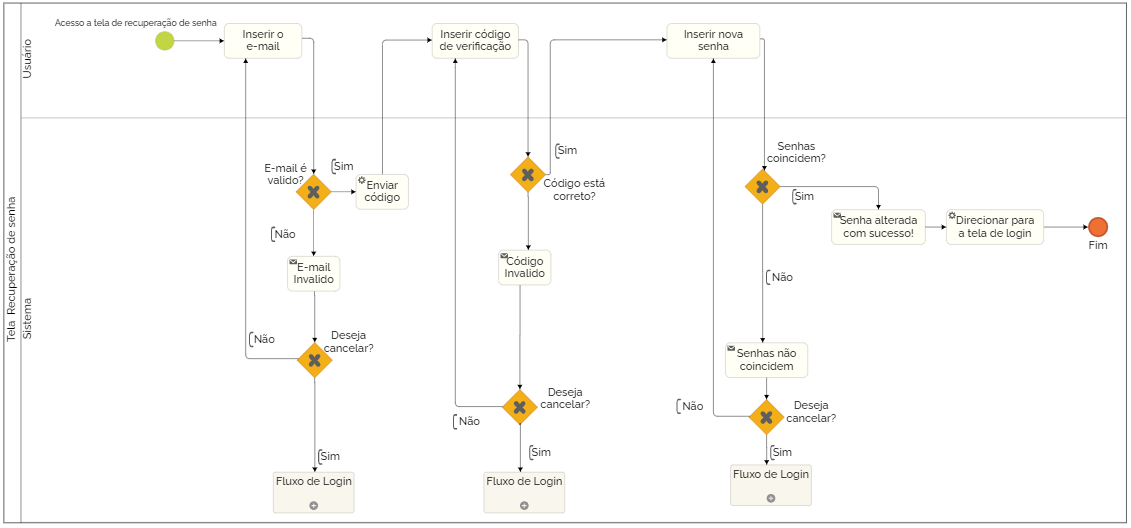 Tela Recuperação de senha
Usuário
Acesso a tela de recuperação de senha
Inserir o
e-mail
Inserir código
de verificação
Inserir nova
senha
Sistema
E-mail é
valido?
Sim
Enviar
código
Não
E-mail
Invalido
Deseja
cancelar?
Não
Sim
Fluxo de Login
Sim
Código está
correto?
Código
Invalido
Deseja
cancelar?
Não
Sim
Fluxo de Login
Senhas
coincidem?
Sim
Senha alterada
com sucesso!
Direcionar para
a tela de login
Fim
Não
Senhas não
coincidem
Deseja
cancelar?
Não
Sim
Fluxo de Login